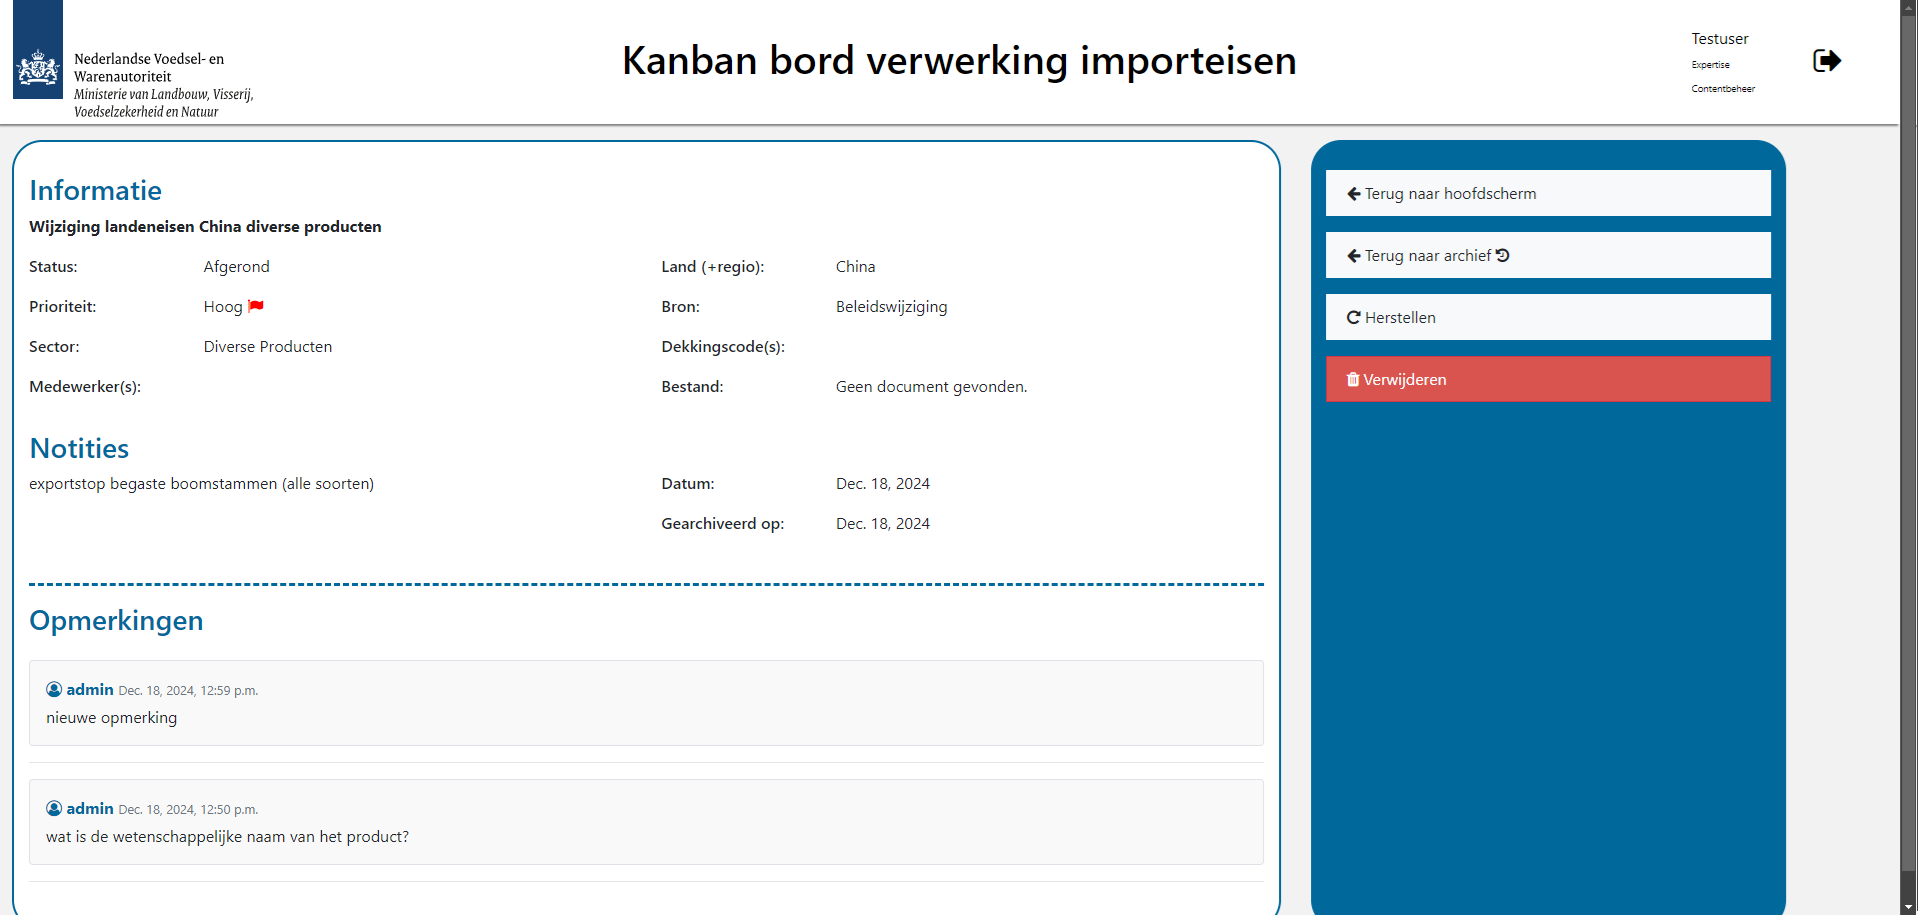 Nederlandse Voedsel- en
Warenautoriteit
Ministerie van Landbouw, Visserij,
Voedselzekerheid en Natuur
Kanban bord verwerking importeisen
Testuser
Expertise
Contentbeheer
Informatie
Wijziging landeneisen China diverse producten
Status: Afgerond Land (+regio): China
Prioriteit: Hoog Bron: Beleidswijziging
Sector: Diverse Producten Dekkingscode(s):
Medewerker(s): Bestand: Geen document gevonden.
Notities
exportstop begaste boomstammen (alle soorten) Datum: Dec. 18, 2024
Gearchiveerd op: Dec. 18, 2024
Opmerkingen
admin Dec. 18, 2024, 12:59 p.m.
nieuwe opmerking
admin Dec. 18, 2024, 12:50 p.m.
wat is de wetenschappelijke naam van het product?
Terug naar hoofdscherm
Terug naar archief
Herstellen
Verwijderen